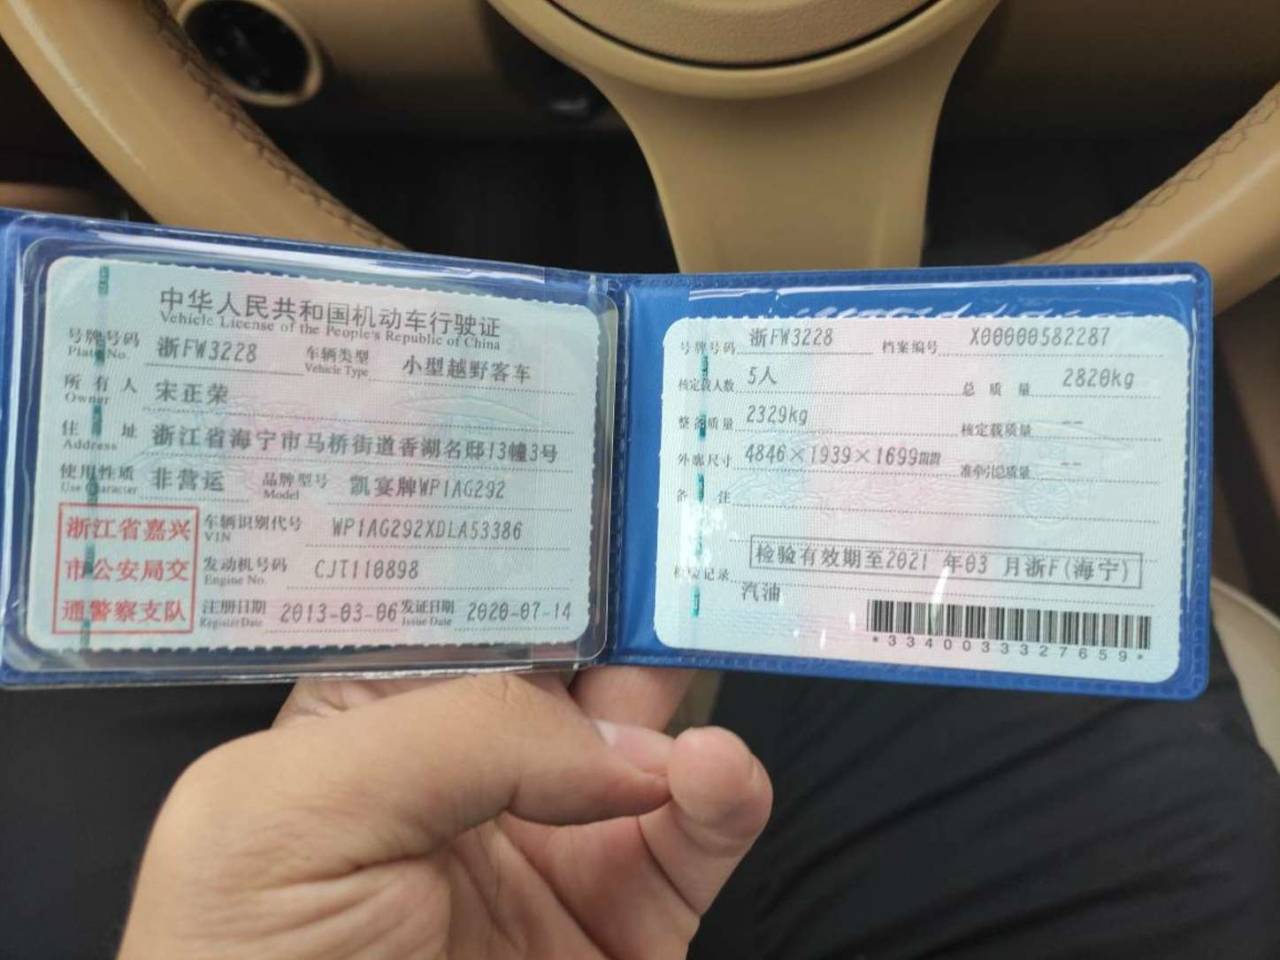 中华人民共和国机动车行驶证
Vehicle License of the People's Republic of China
号牌号码 浙FW3228 车辆类型 小型越野客车
Plate No. Vehicle Type
所有人 宋正荣
Owner
住址 浙江省海宁市马桥街道香湖名邸13幢3号
Address
使用性质 非营运 品牌型号 凯宴牌WP1AG292
Use Character Model
浙江省嘉兴
市公安局交
通警察支队
车辆识别代号 WP1AG292XDLA53386
VIN
发动机号码 CJT110898
Engine No.
注册日期 2013-03-06 发证日期 2020-07-14
Register Date Issue Date
号牌号码 浙FW3228 档案编号 X00000582287
核定载人数 5人 总质量 2820kg
整备质量 2329kg 核定载质量 --
外廓尺寸 4846×1939×1699mm 准牵引总质量 --
备注
检验有效期至2021年03月浙F(海宁)
检验记录
汽油
*3340033327659*